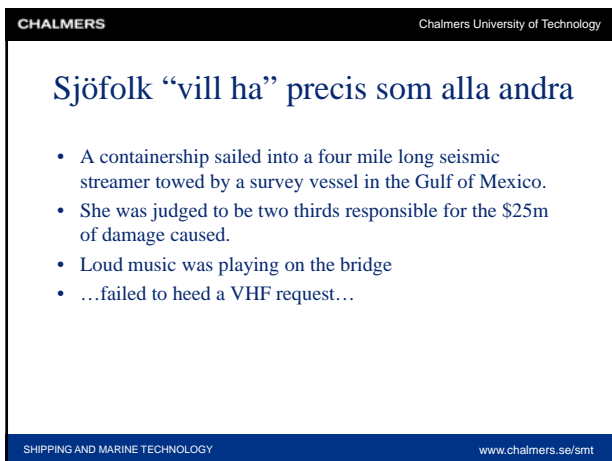 CHALMERS
Chalmers University of Technology
Sjöfolk “vill ha” precis som alla andra
• A containership sailed into a four mile long seismic
streamer towed by a survey vessel in the Gulf of Mexico.
• She was judged to be two thirds responsible for the $25m
of damage caused.
• Loud music was playing on the bridge
• …failed to heed a VHF request…
SHIPPING AND MARINE TECHNOLOGY
www.chalmers.se/smt